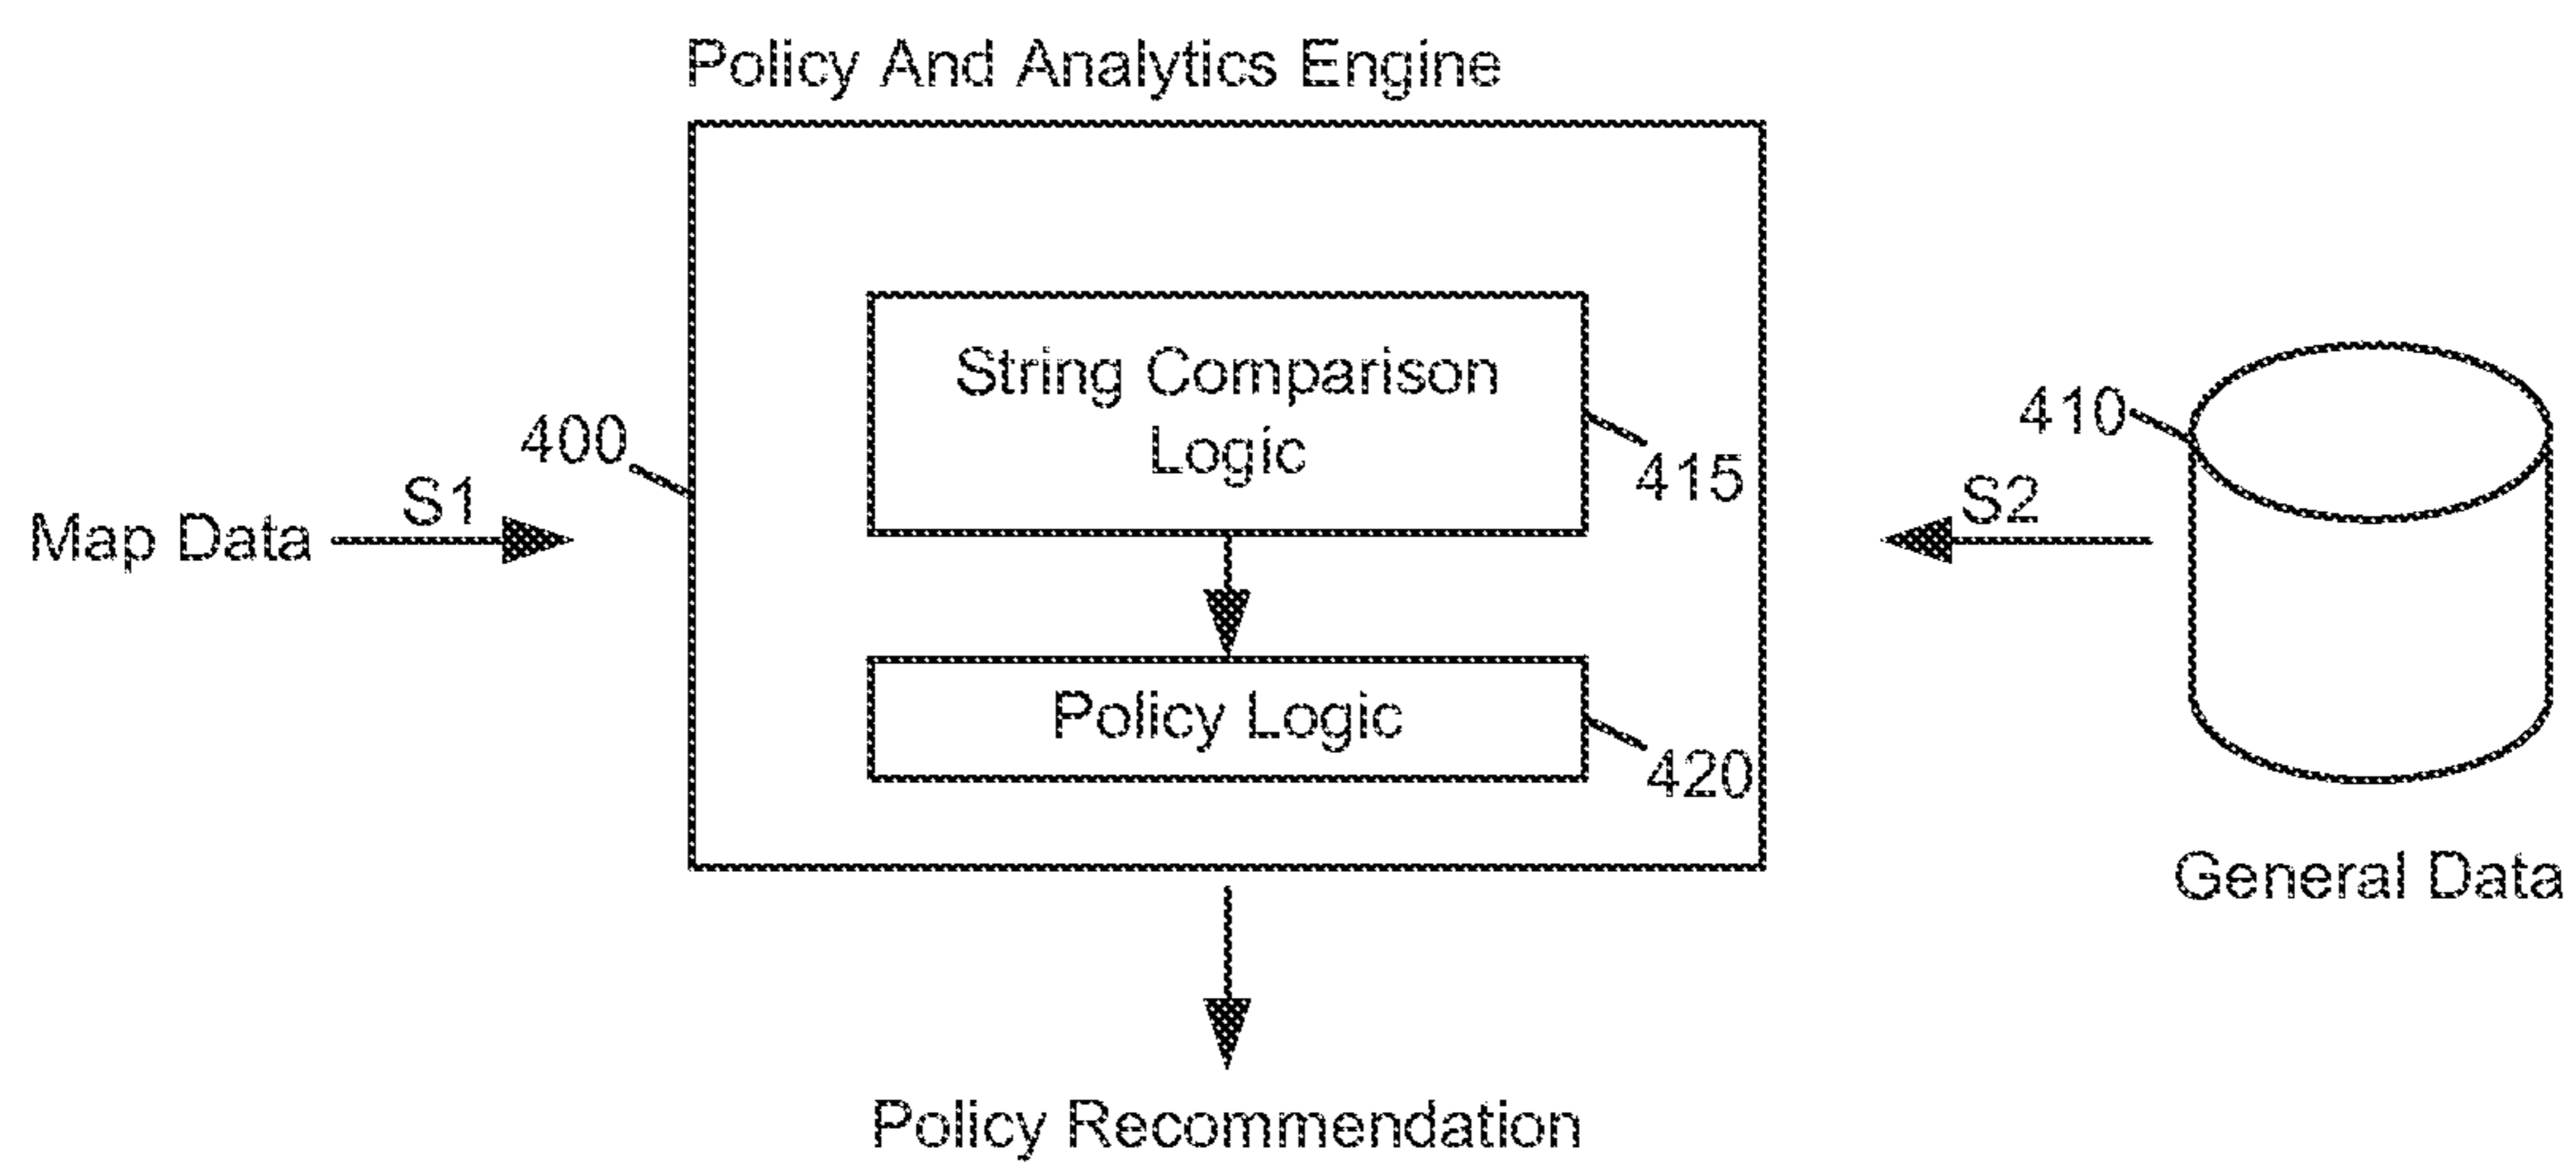 Policy And Analytics Engine
String Comparison
Logic
400
410
415
S1
S2
Map Data
Policy Logic
420
General Data
Policy Recommendation